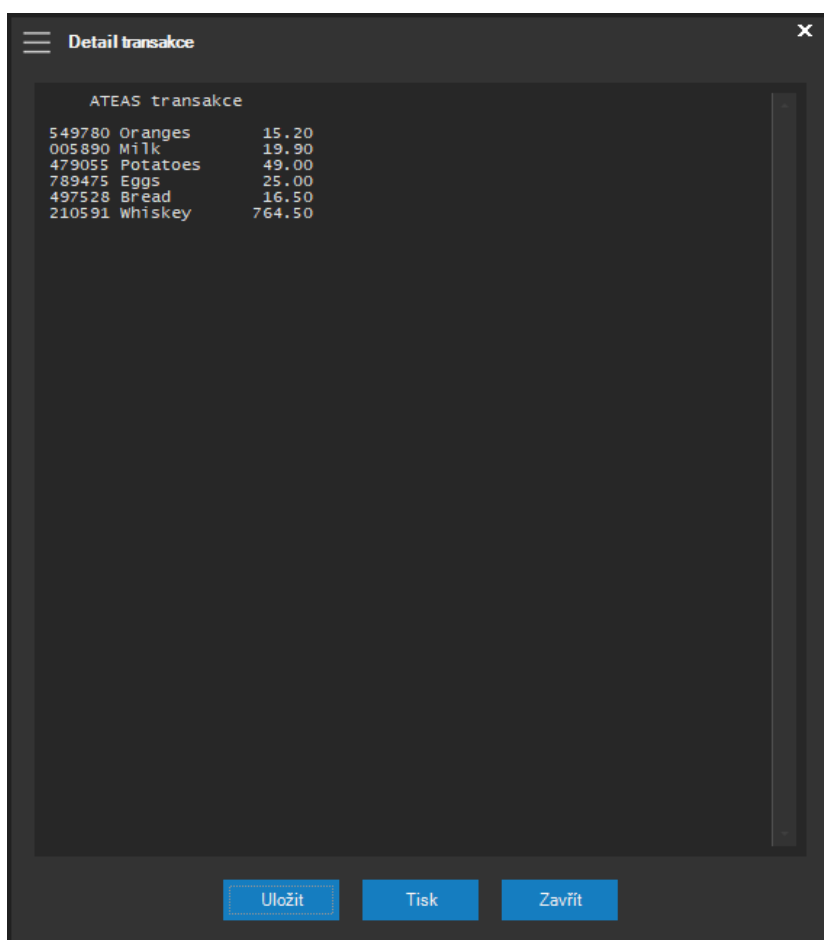 Detail transakce
ATEAS transakce
549780 Oranges 15.20
005890 Milk 19.90
479055 Potatoes 49.00
789475 Eggs 25.00
497528 Bread 16.50
210591 Whiskey 764.50
Uložit Tisk Zavřít